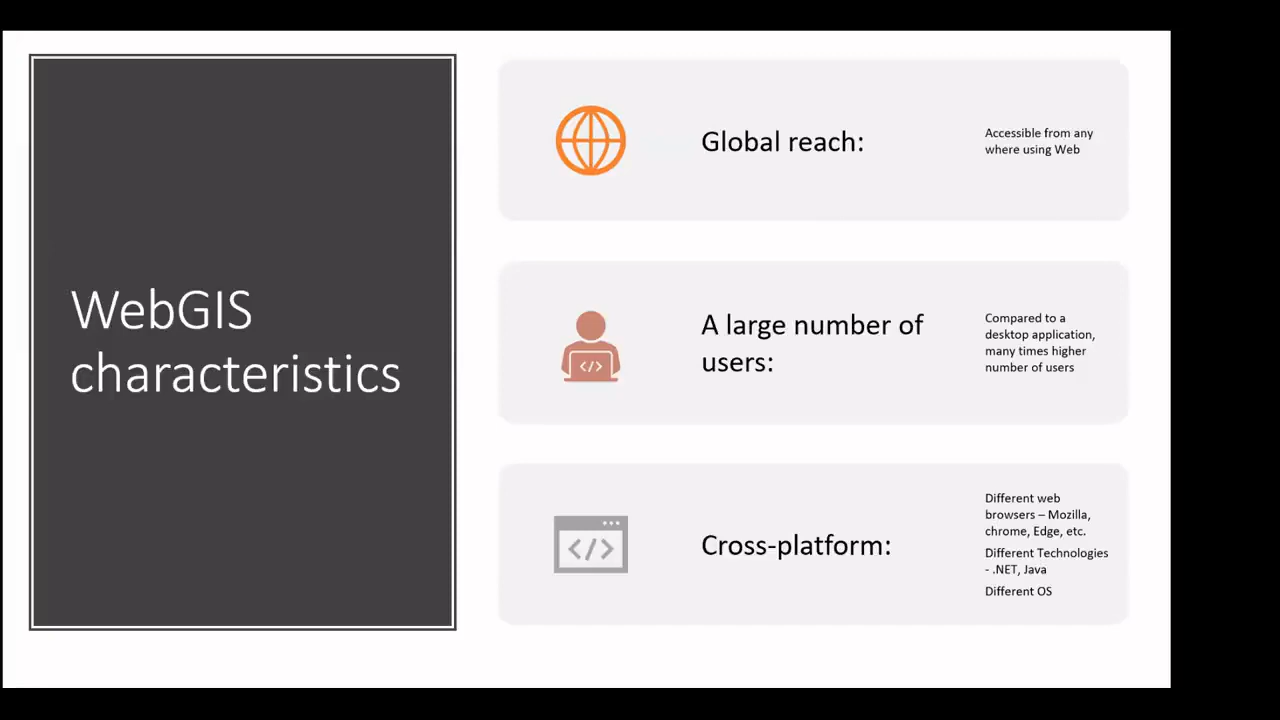 WebGIS
characteristics
Global reach:
Accessible from any
where using Web
A large number of
users:
Compared to a
desktop application,
many times higher
number of users
</>
Cross-platform:
</>
Different web
browsers – Mozilla,
chrome, Edge, etc.
Different Technologies
- .NET, Java
Different OS